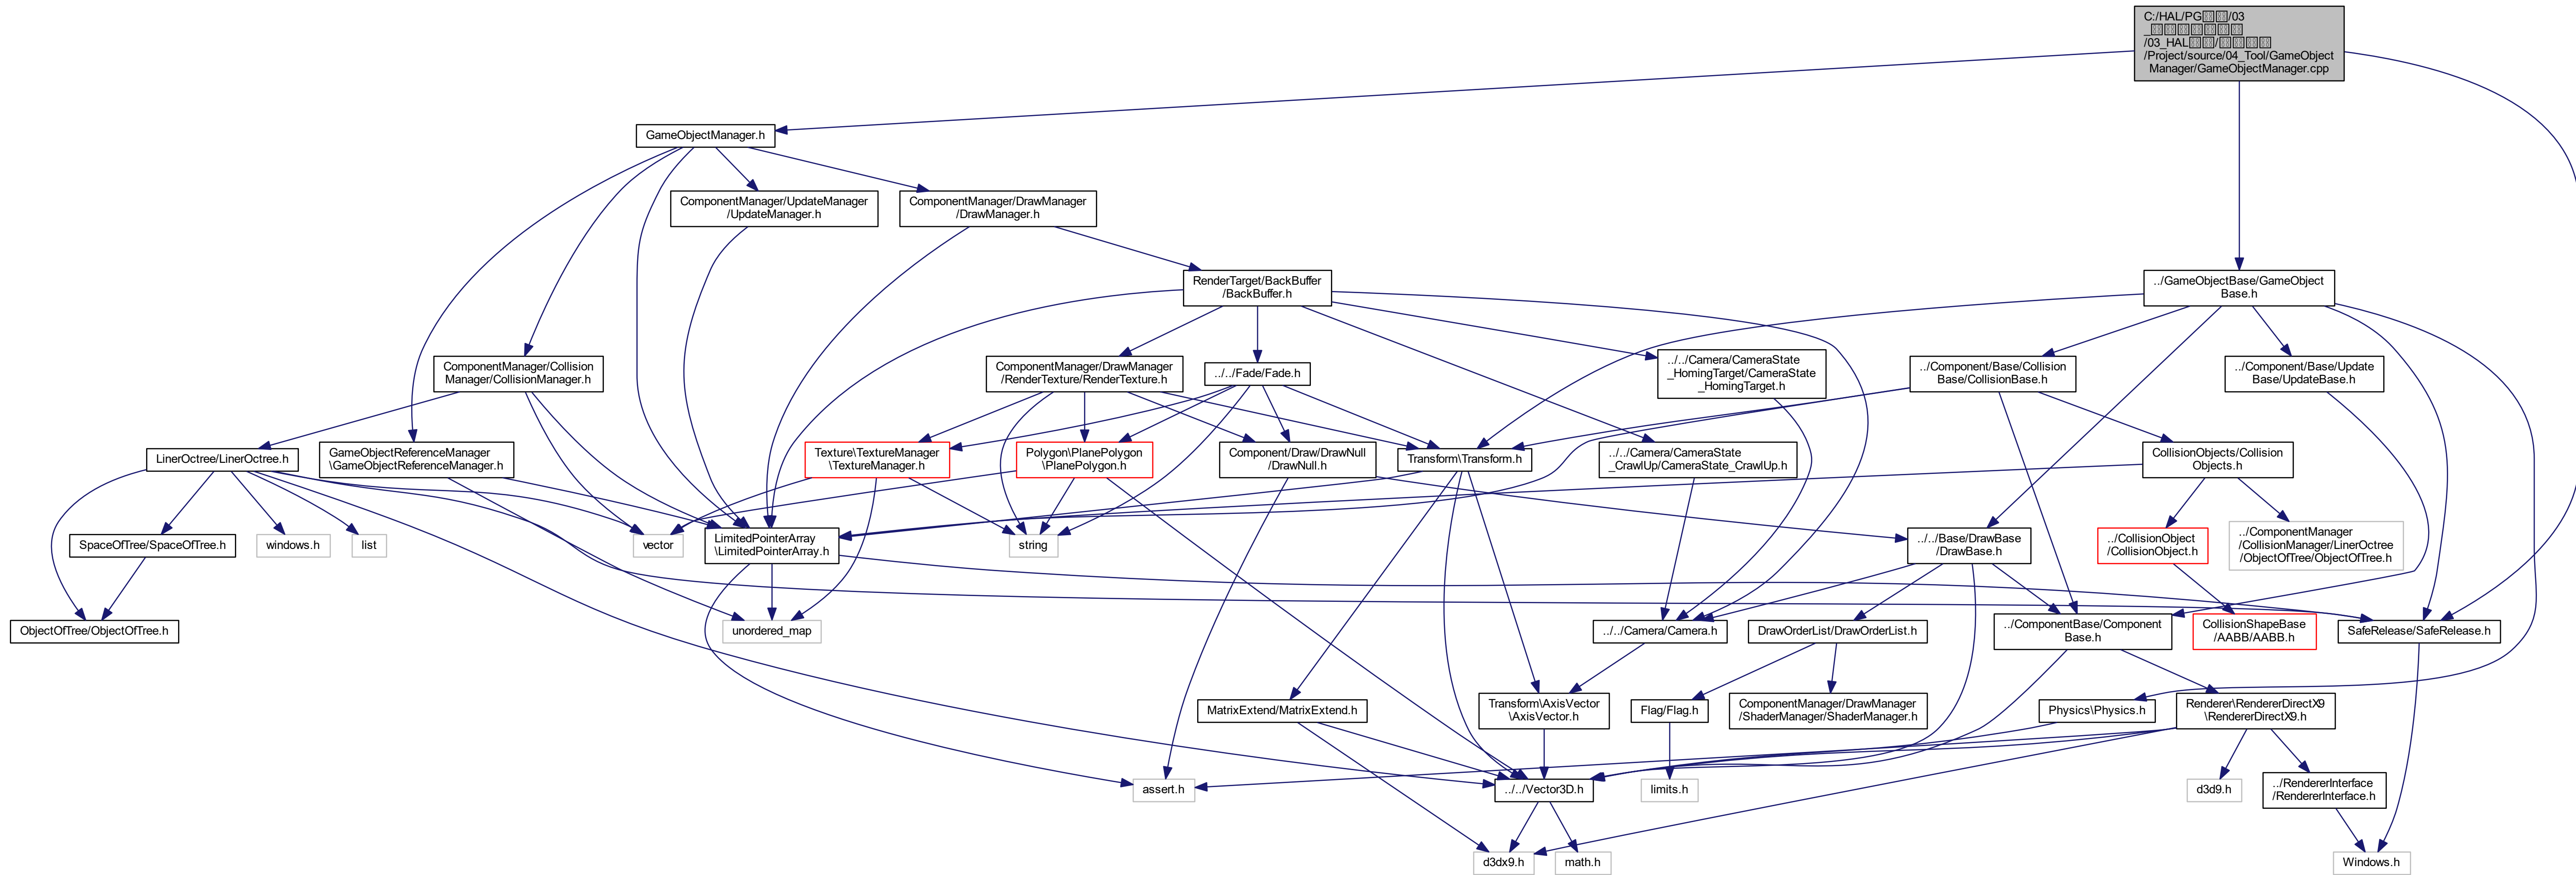 C:/HAL/PG/03
_
/03_HAL/
/Project/source/04_Tool/GameObject
Manager/GameObjectManager.cpp
GameObjectManager.h
ComponentManager/UpdateManager
/UpdateManager.h
ComponentManager/DrawManager
/DrawManager.h
RenderTarget/BackBuffer
/BackBuffer.h
../GameObjectBase/GameObject
Base.h
ComponentManager/Collision
Manager/CollisionManager.h
ComponentManager/DrawManager
/RenderTexture/RenderTexture.h
../../Fade/Fade.h
../../Camera/CameraState
_HomingTarget/CameraState
_HomingTarget.h
../Component/Base/Collision
Base/CollisionBase.h
../Component/Base/Update
Base/UpdateBase.h
LinerOctree/LinerOctree.h
GameObjectReferenceManager
\GameObjectReferenceManager.h
Texture\TextureManager
\TextureManager.h
Polygon\PlanePolygon
\PlanePolygon.h
Component/Draw/DrawNull
/DrawNull.h
Transform\Transform.h
../../Camera/CameraState
_CrawlUp/CameraState_CrawlUp.h
CollisionObjects/Collision
Objects.h
SpaceOfTree/SpaceOfTree.h
windows.h
list
vector
LimitedPointerArray
\LimitedPointerArray.h
string
../../Base/DrawBase
/DrawBase.h
../CollisionObject
/CollisionObject.h
../ComponentManager
/CollisionManager/LinerOctree
/ObjectOfTree/ObjectOfTree.h
ObjectOfTree/ObjectOfTree.h
unordered_map
../../Camera/Camera.h
DrawOrderList/DrawOrderList.h
../ComponentBase/Component
Base.h
CollisionShapeBase
/AABB/AABB.h
SafeRelease/SafeRelease.h
MatrixExtend/MatrixExtend.h
Transform\AxisVector
\AxisVector.h
Flag/Flag.h
ComponentManager/DrawManager
/ShaderManager/ShaderManager.h
Physics\Physics.h
Renderer\RendererDirectX9
\RendererDirectX9.h
assert.h
../../Vector3D.h
limits.h
d3d9.h
../RendererInterface
/RendererInterface.h
d3dx9.h
math.h
Windows.h